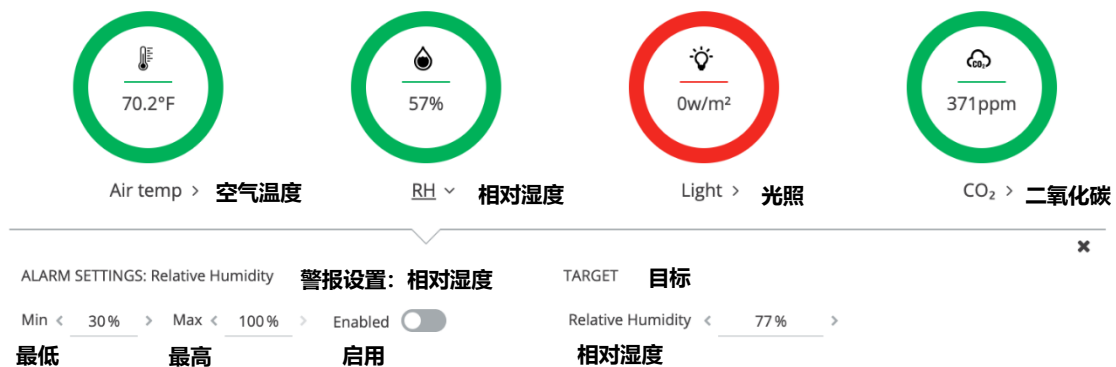 70.2°F
57%
0w/m²
CO₂
371ppm
Air temp > 空气温度
RH 相对湿度
Light > 光照
CO₂ > 二氧化碳
ALARM SETTINGS: Relative Humidity 警报设置：相对湿度
TARGET 目标
Min < 30% > Max < 100% > Enabled
Relative Humidity < 77% >
最低 最高 启用
相对湿度